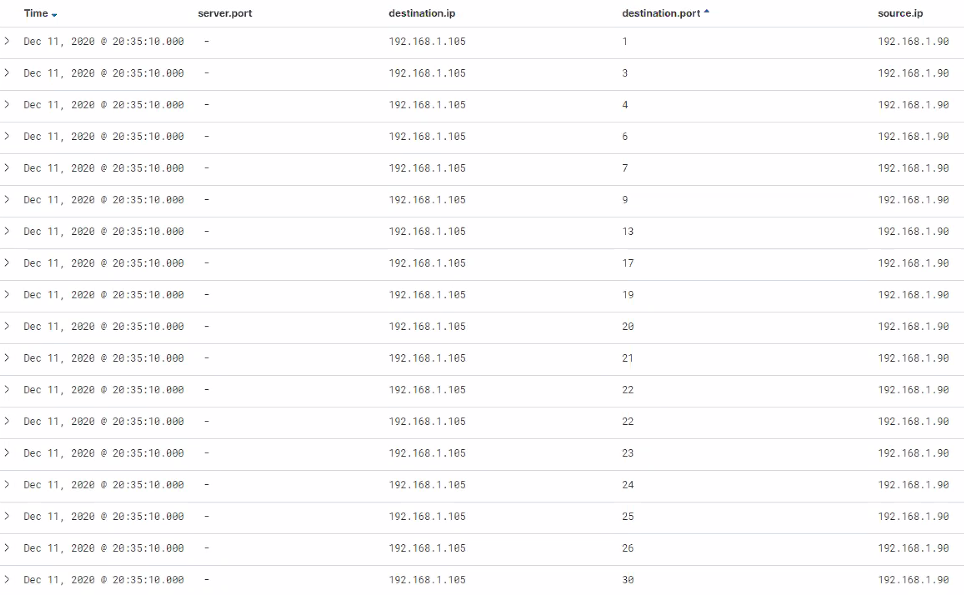 Time server.port destination.ip destination.port source.ip
Dec 11, 2020 @ 20:35:10.000 - 192.168.1.105 1 192.168.1.90
Dec 11, 2020 @ 20:35:10.000 - 192.168.1.105 3 192.168.1.90
Dec 11, 2020 @ 20:35:10.000 - 192.168.1.105 4 192.168.1.90
Dec 11, 2020 @ 20:35:10.000 - 192.168.1.105 6 192.168.1.90
Dec 11, 2020 @ 20:35:10.000 - 192.168.1.105 7 192.168.1.90
Dec 11, 2020 @ 20:35:10.000 - 192.168.1.105 9 192.168.1.90
Dec 11, 2020 @ 20:35:10.000 - 192.168.1.105 13 192.168.1.90
Dec 11, 2020 @ 20:35:10.000 - 192.168.1.105 17 192.168.1.90
Dec 11, 2020 @ 20:35:10.000 - 192.168.1.105 19 192.168.1.90
Dec 11, 2020 @ 20:35:10.000 - 192.168.1.105 20 192.168.1.90
Dec 11, 2020 @ 20:35:10.000 - 192.168.1.105 21 192.168.1.90
Dec 11, 2020 @ 20:35:10.000 - 192.168.1.105 22 192.168.1.90
Dec 11, 2020 @ 20:35:10.000 - 192.168.1.105 22 192.168.1.90
Dec 11, 2020 @ 20:35:10.000 - 192.168.1.105 23 192.168.1.90
Dec 11, 2020 @ 20:35:10.000 - 192.168.1.105 24 192.168.1.90
Dec 11, 2020 @ 20:35:10.000 - 192.168.1.105 25 192.168.1.90
Dec 11, 2020 @ 20:35:10.000 - 192.168.1.105 26 192.168.1.90
Dec 11, 2020 @ 20:35:10.000 - 192.168.1.105 30 192.168.1.90